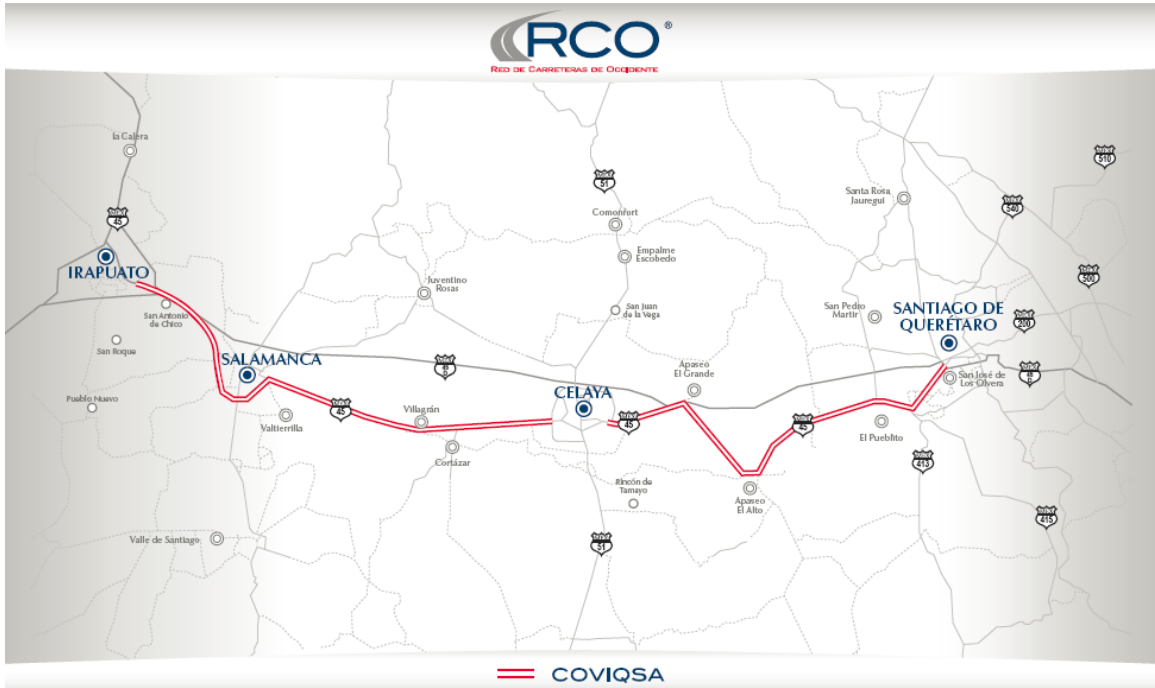 RCO®
RED DE CARRETERAS DE OCCIDENTE
la Calera
45
IRAPUATO
San Antonio
de Chico
San Roque
Pueblo Nuevo
SALAMANCA
Valtierrilla
Valle de Santiago
Juventino
Rosas
45
D
45
Villagrán
Cortázar
51
Comonfort
Empalme
Escobedo
San Juan
de la Vega
CELAYA
45
Rincón de
Tamayo
51
Apaseo
El Grande
Apaseo
El Alto
45
Santa Rosa
Jauregui
San Pedro
Martir
SANTIAGO DE
QUERÉTARO
San José de
Los Olvera
El Pueblito
413
415
510
540
500
200
45
D
COVIQSA